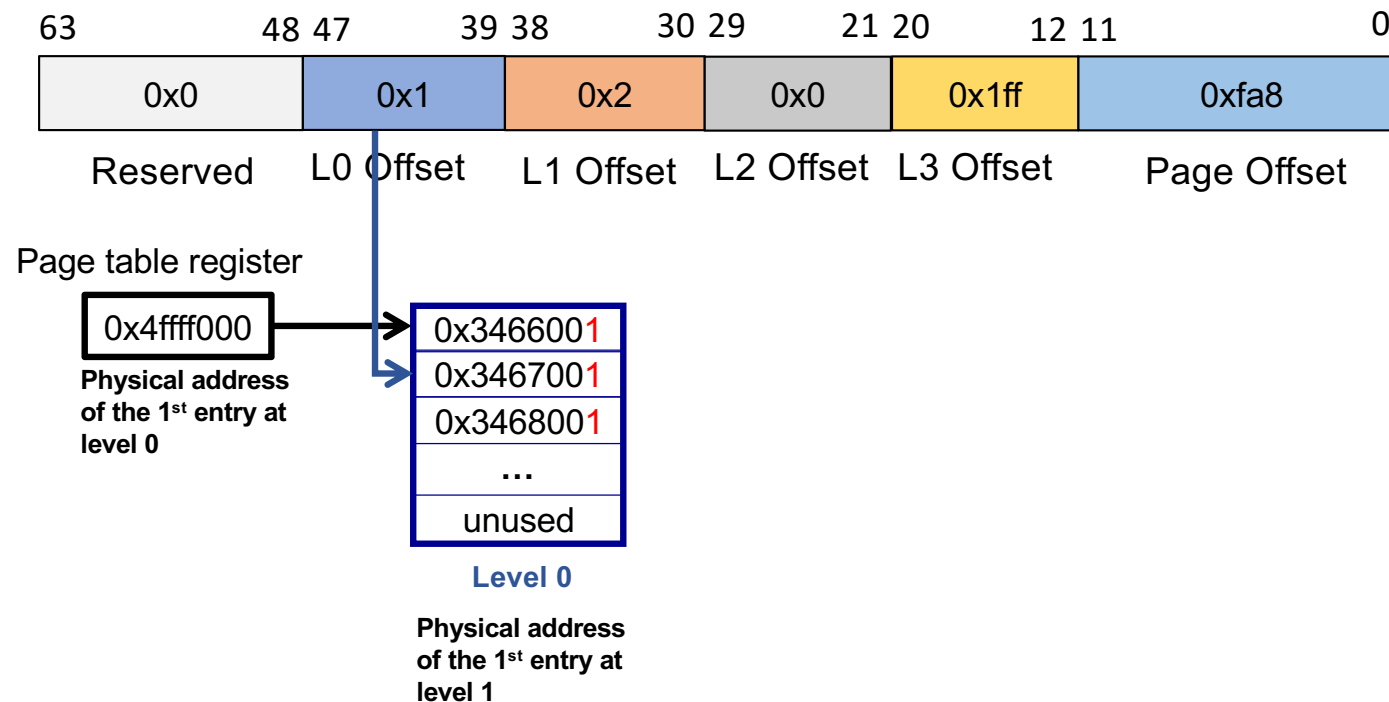 63 48 47 39 38 30 29 21 20 12 11 0
0x0 0x1 0x2 0x0 0x1ff 0xfa8
Reserved L0 Offset L1 Offset L2 Offset L3 Offset Page Offset
Page table register
0x4ffff000
Physical address
of the 1st entry at
level 0
0x3466001
0x3467001
0x3468001
...
unused
Level 0
Physical address
of the 1st entry at
level 1